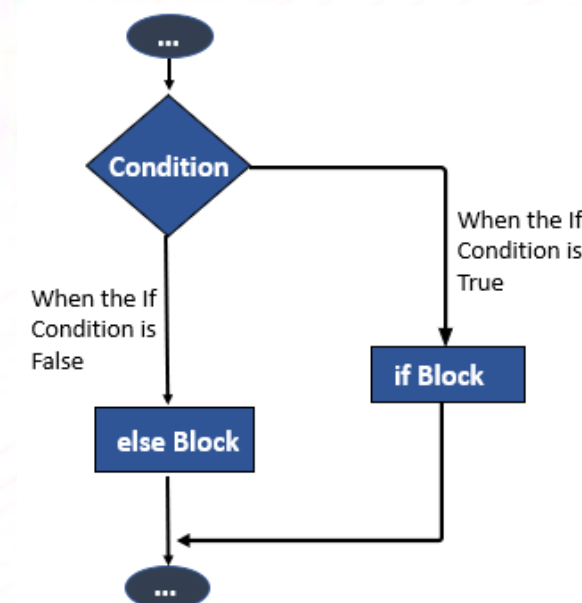 ...
Condition
When the If
Condition is
True
When the If
Condition is
False
if Block
else Block
...